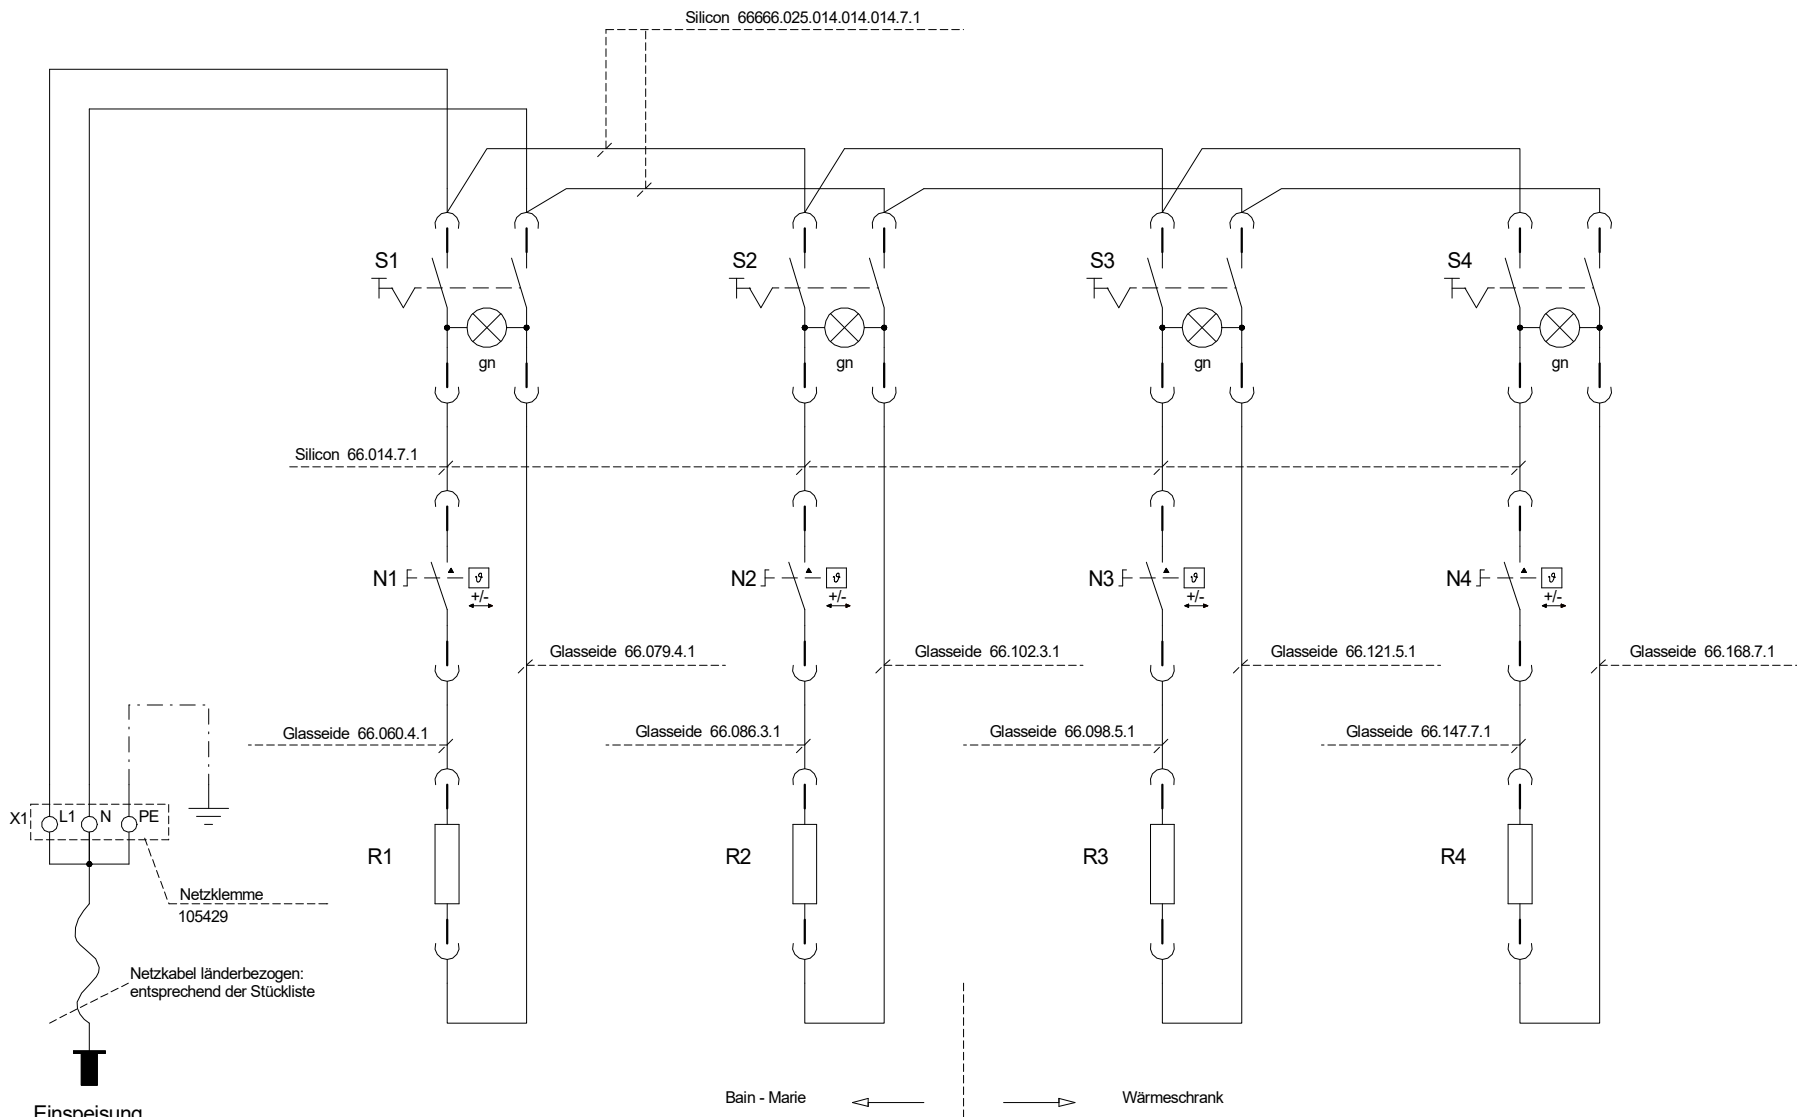 Silicon 66666.025.014.014.014.7.1
S1
S2
S3
S4
gn
gn
gn
gn
Silicon 66.014.7.1
N1
ϑ
+/-
N2
ϑ
+/-
N3
ϑ
+/-
N4
ϑ
+/-
Glasseide 66.079.4.1
Glasseide 66.102.3.1
Glasseide 66.121.5.1
Glasseide 66.168.7.1
Glasseide 66.060.4.1
Glasseide 66.086.3.1
Glasseide 66.098.5.1
Glasseide 66.147.7.1
X1
L1
N
PE
R1
R2
R3
R4
Netzklemme
105429
Netzkabel länderbezogen:
entsprechend der Stückliste
Bain - Marie
Wärmeschrank
Einspeisung